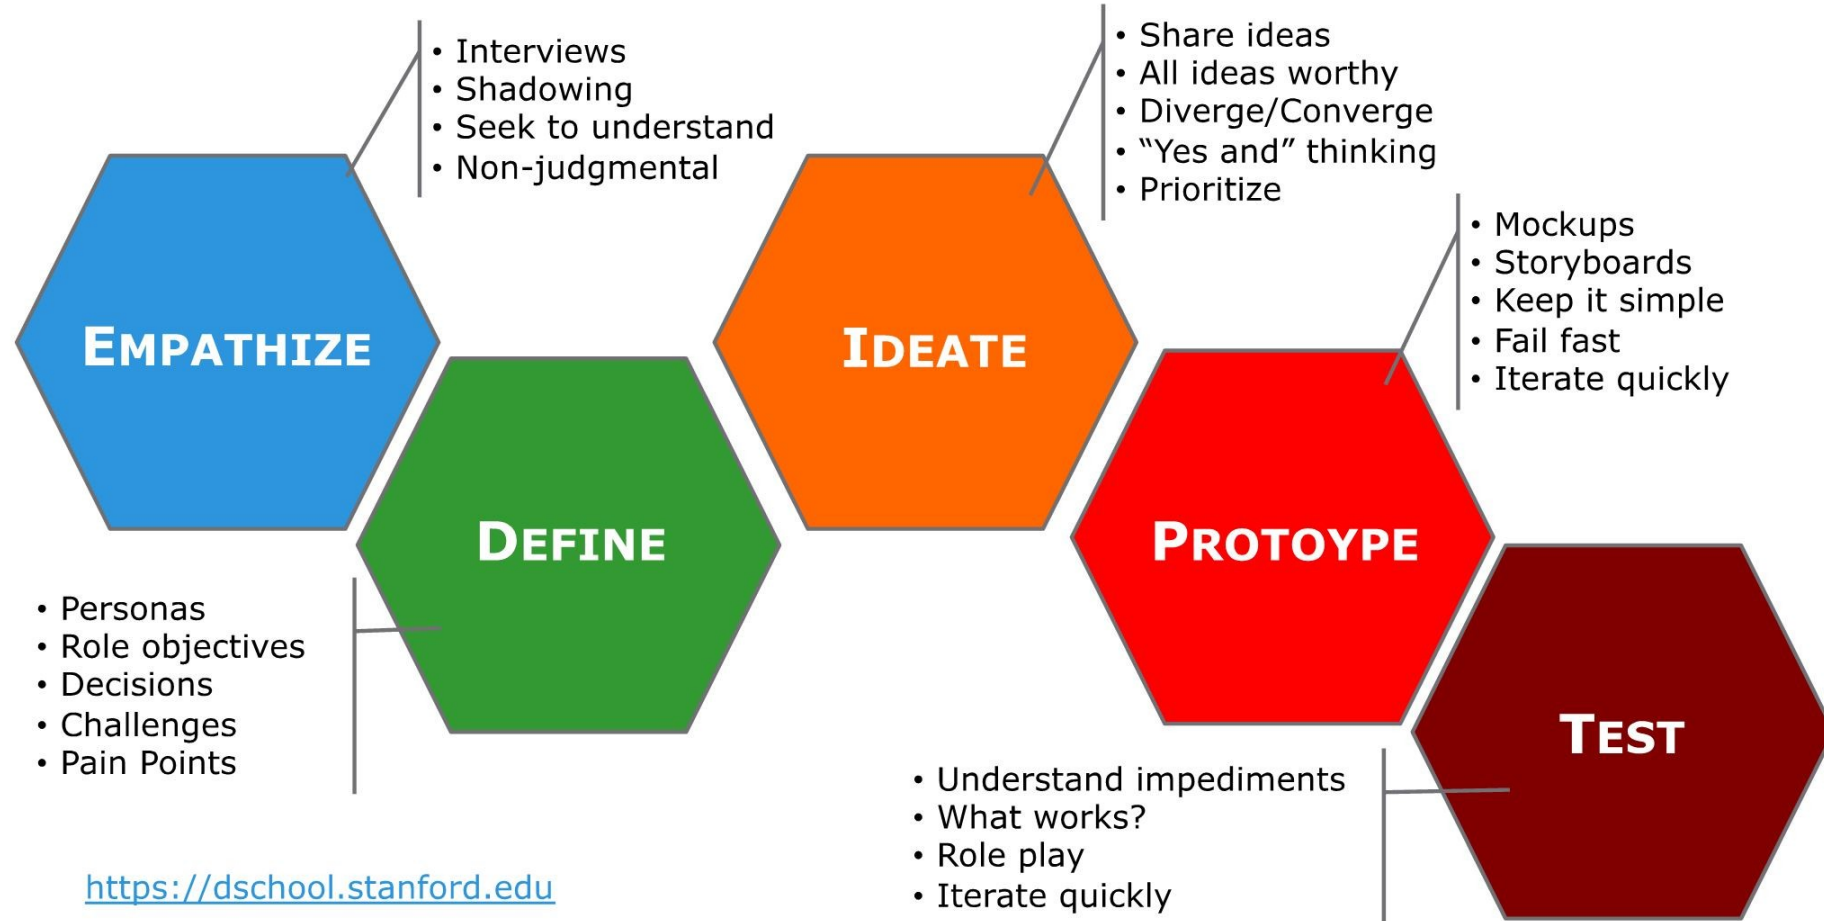 • Interviews
• Shadowing
• Seek to understand
• Non-judgmental
EMPATHIZE
• Personas
• Role objectives
• Decisions
• Challenges
• Pain Points
DEFINE
• Share ideas
• All ideas worthy
• Diverge/Converge
• “Yes and” thinking
• Prioritize
IDEATE
• Mockups
• Storyboards
• Keep it simple
• Fail fast
• Iterate quickly
PROTOYPE
• Understand impediments
• What works?
• Role play
• Iterate quickly
TEST
https://dschool.stanford.edu